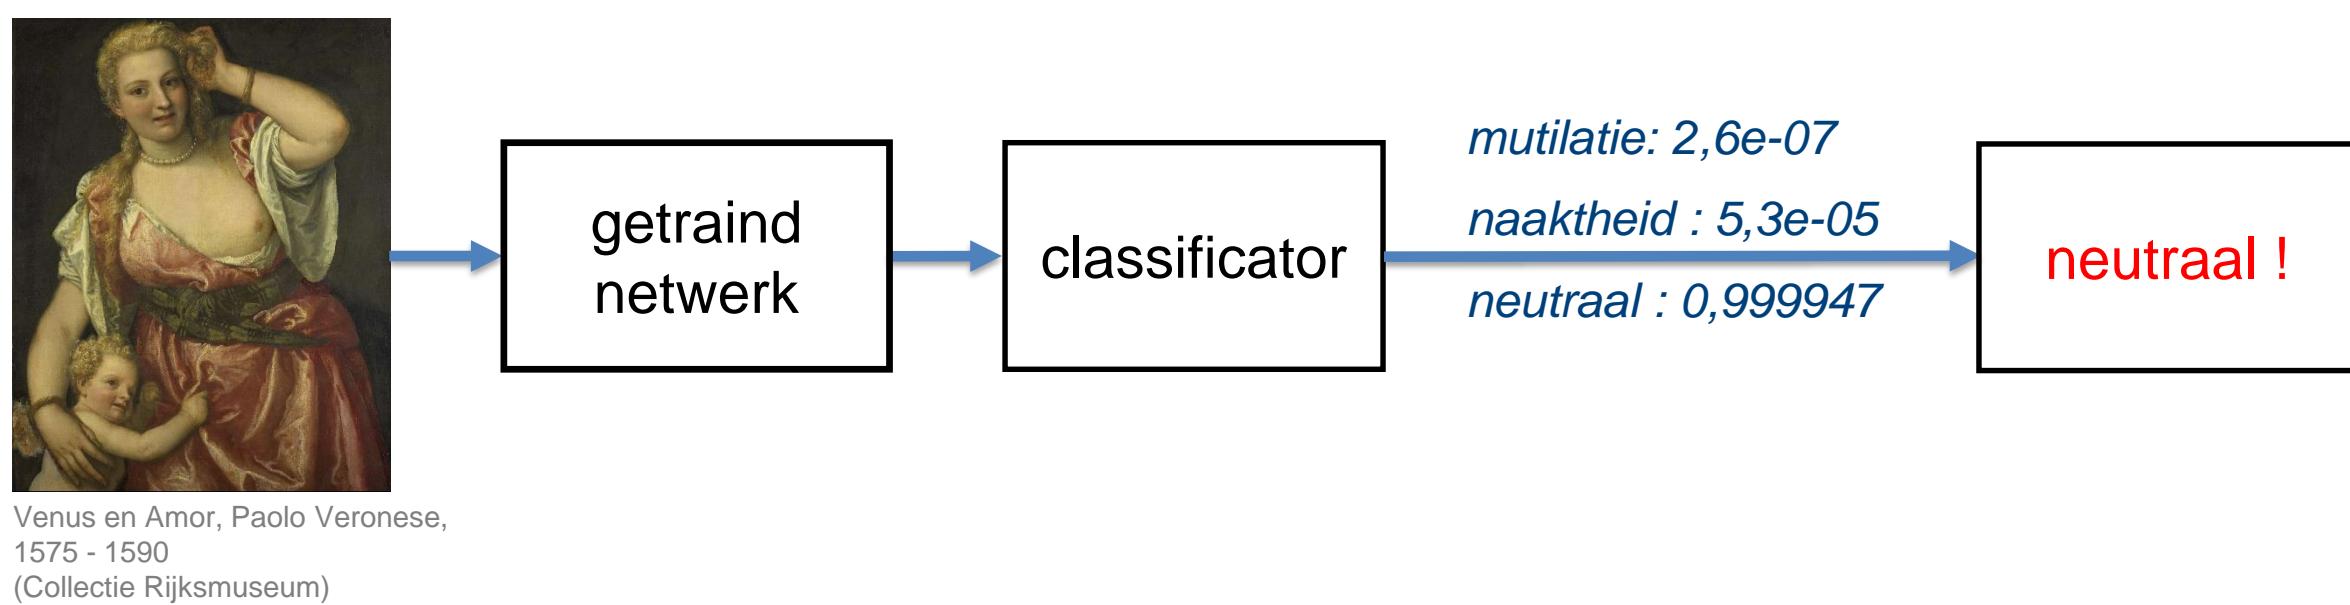 getraind
netwerk
classificator
mutilatie: 2,6e-07
naaktheid : 5,3e-05
neutraal : 0,999947
neutraal !
Venus en Amor, Paolo Veronese,
1575 - 1590
(Collectie Rijksmuseum)